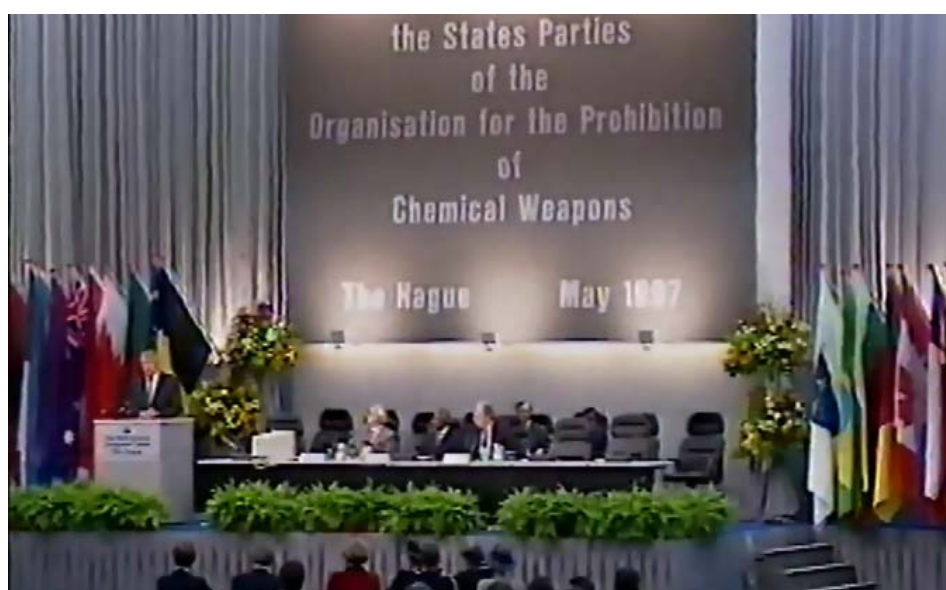 the States Parties
of the
Organisation for the Prohibition
of
Chemical Weapons
The Hague May 1997